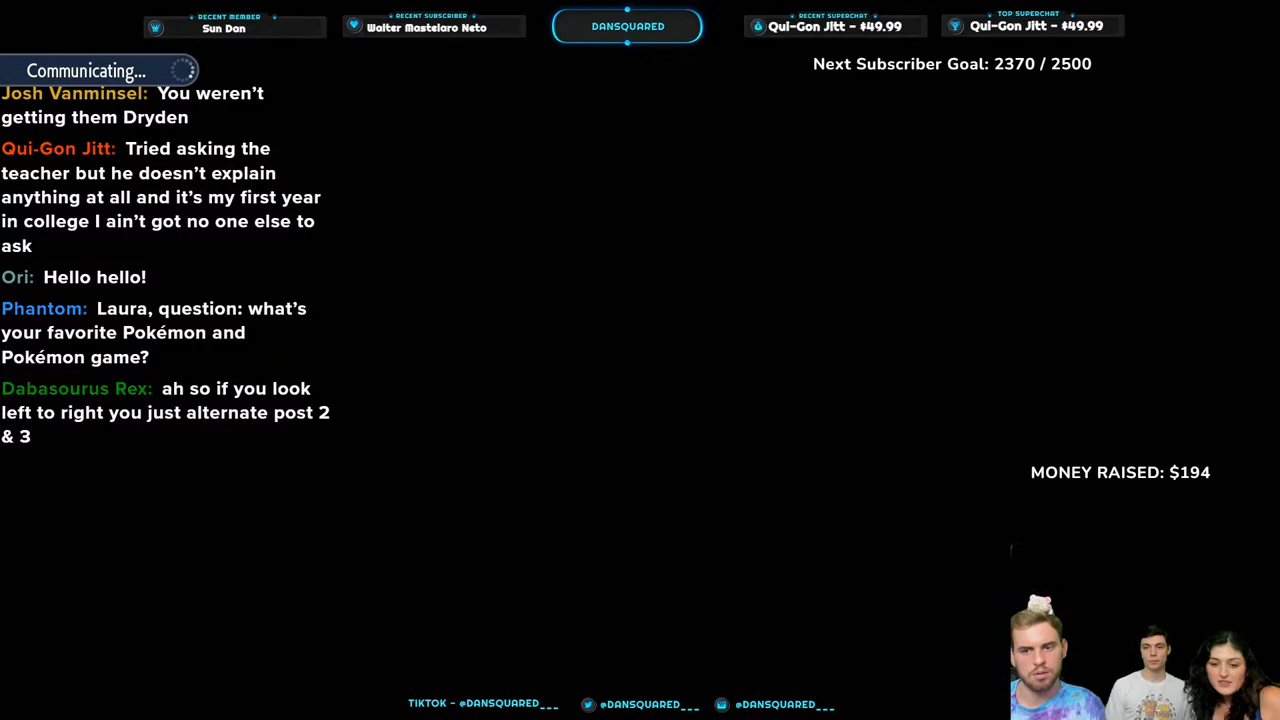 RECENT MEMBER
Sun Dan
RECENT SUBSCRIBER
Walter Mastelaro Neto
DANSQUARED
RECENT SUPERCHAT
Qui-Gon Jitt - $49.99
TOP SUPERCHAT
Qui-Gon Jitt - $49.99
Next Subscriber Goal: 2370 / 2500
Communicating...
Josh Vanminsel: You weren't
getting them Dryden
Qui-Gon Jitt: Tried asking the
teacher but he doesn't explain
anything at all and it's my first year
in college I ain't got no one else to
ask
Ori: Hello hello!
Phantom: Laura, question: what's
your favorite Pokémon and
Pokémon game?
Dabasourus Rex: ah so if you look
left to right you just alternate post 2
& 3
MONEY RAISED: $194
TIKTOK - @DANSQUARED___
@DANSQUARED___
@DANSQUARED___